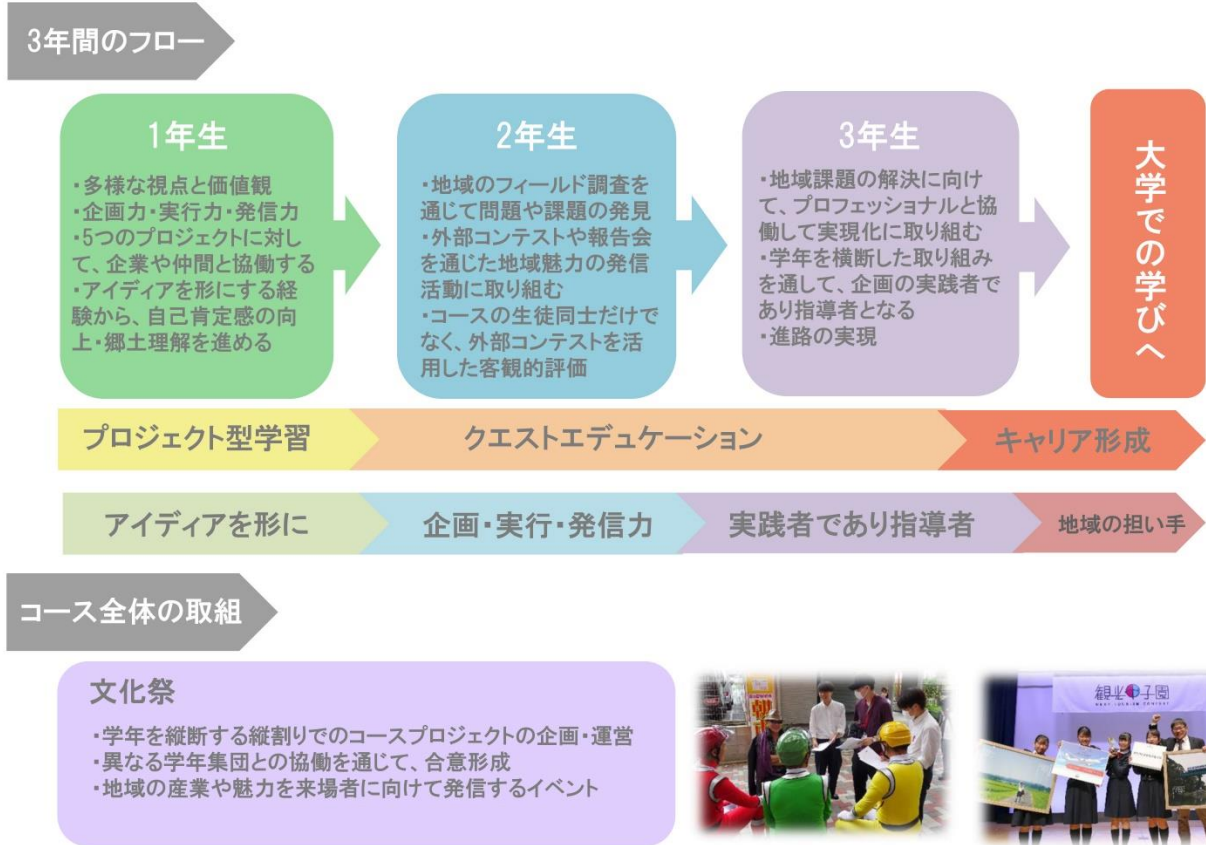 3年間のフロー
1年生
・多様な視点と価値観
・企画力・実行力・発信力
・5つのプロジェクトに対し
て、企業や仲間と協働する
・アイディアを形にする経
験から、自己肯定感の向
上・郷土理解を進める
2年生
・地域のフィールド調査を
通じて問題や課題の発見
・外部コンテストや報告会
を通じた地域魅力の発信
活動に取り組む
・コースの生徒同士だけで
なく、外部コンテストを活
用した客観的評価
3年生
・地域課題の解決に向け
て、プロフェッショナルと協
働して実現化に取り組む
・学年を横断した取り組み
を通して、企画の実践者で
あり指導者となる
・進路の実現
大学での学びへ
プロジェクト型学習
クエストエデュケーション
キャリア形成
アイディアを形に
企画・実行・発信力
実践者であり指導者
地域の担い手
コース全体の取組
文化祭
・学年を縦断する縦割りでのコースプロジェクトの企画・運営
・異なる学年集団との協働を通じて、合意形成
・地域の産業や魅力を来場者に向けて発信するイベント
朝
観光甲子園